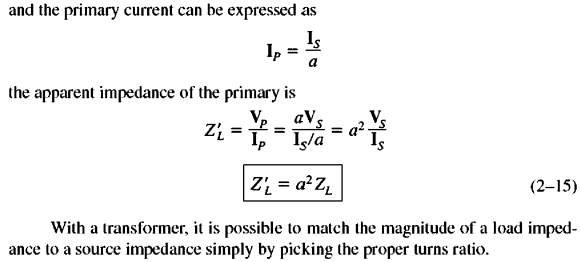 and the primary current can be expressed as
I_P = I_S / a
the apparent impedance of the primary is
Z′_L = V_P / I_P = aV_S / (I_S/a) = a² V_S / I_S
Z′_L = a² Z_L (2–15)
With a transformer, it is possible to match the magnitude of a load imped-
ance to a source impedance simply by picking the proper turns ratio.